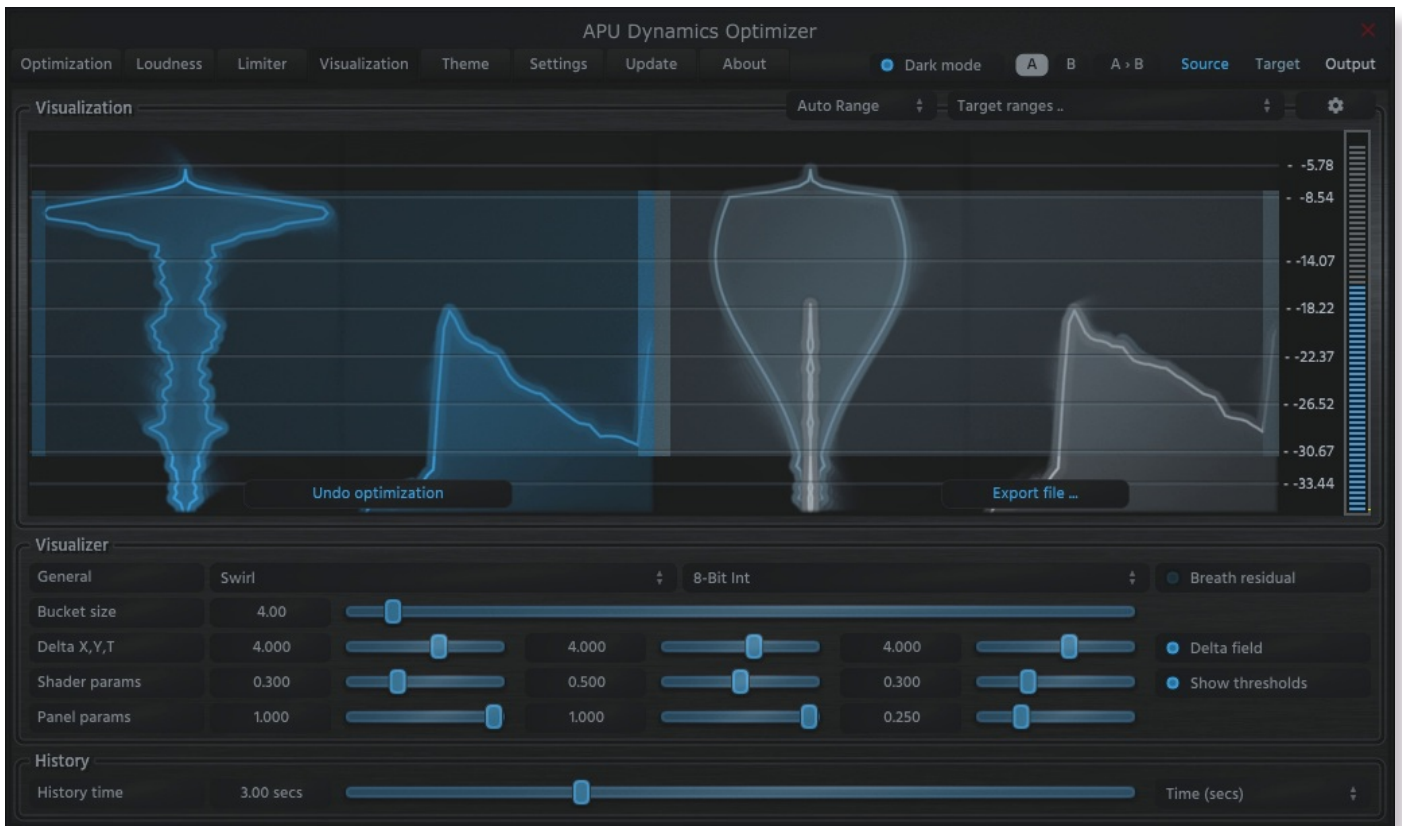 APU Dynamics Optimizer
Optimization Loudness Limiter Visualization Theme Settings Update About Dark mode A B A › B Source Target Output
Visualization Auto Range Target ranges ..
- -5.78
- -8.54
- -14.07
- -18.22
- -22.37
- -26.52
- -30.67
- -33.44
Undo optimization Export file ...
Visualizer
General Swirl 8-Bit Int Breath residual
Bucket size 4.00
Delta X,Y,T 4.000 4.000 4.000 Delta field
Shader params 0.300 0.500 0.300 Show thresholds
Panel params 1.000 1.000 0.250
History
History time 3.00 secs Time (secs)